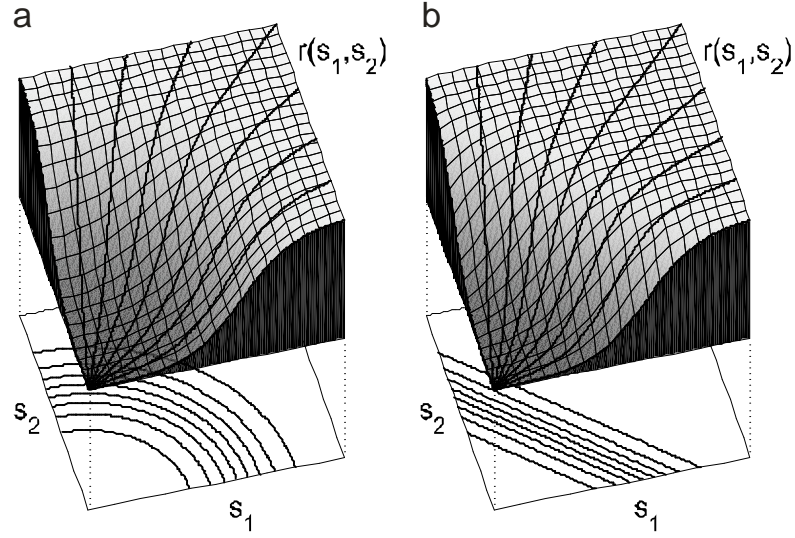 a
r(s₁,s₂)
s₂
s₁
b
r(s₁,s₂)
s₂
s₁